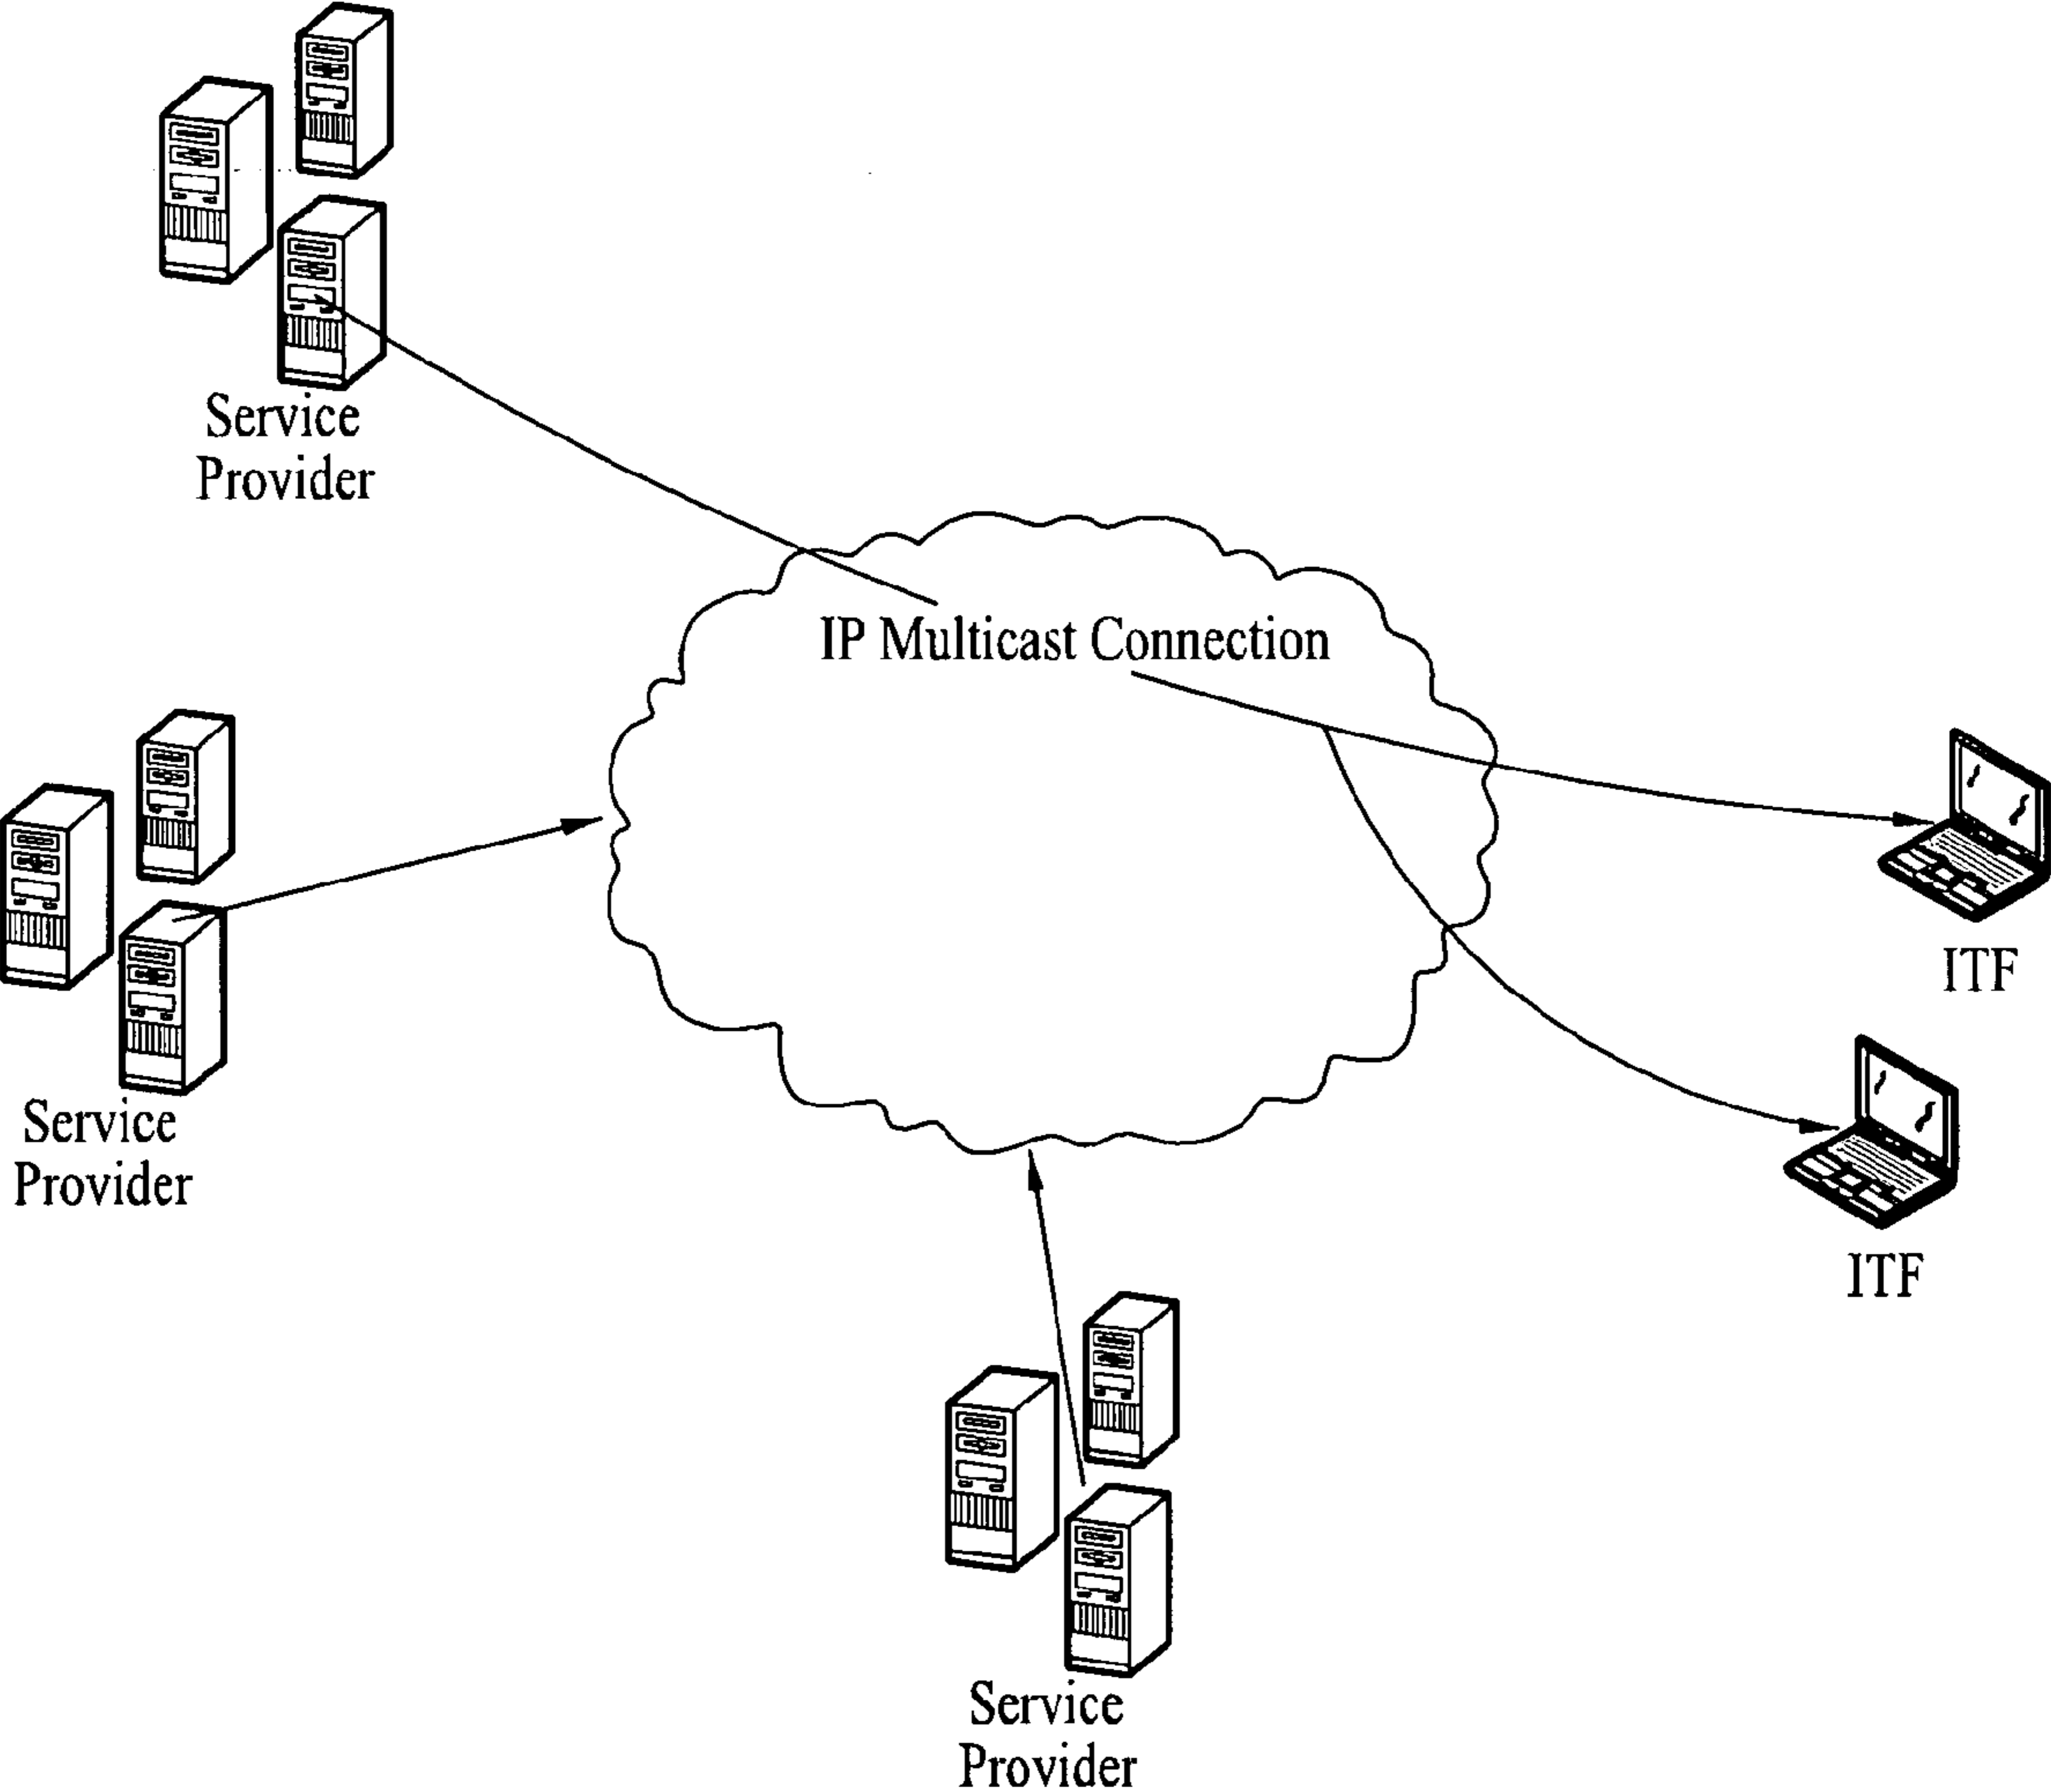 Service
Provider
IP Multicast Connection
ITF
Service
Provider
ITF
Service
Provider